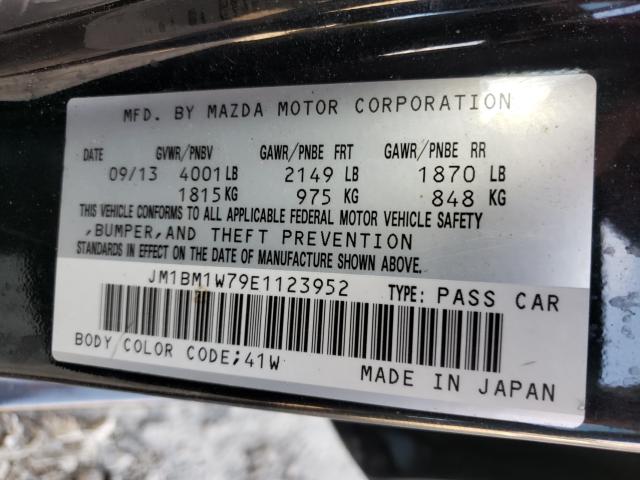 MFD. BY MAZDA MOTOR CORPORATION
DATE GVWR/PNBV GAWR/PNBE FRT GAWR/PNBE RR
09/13 4001 LB 2149 LB 1870 LB
1815 KG 975 KG 848 KG
THIS VEHICLE CONFORMS TO ALL APPLICABLE FEDERAL MOTOR VEHICLE SAFETY
,BUMPER,AND THEFT PREVENTION
STANDARDS IN EFFECT ON THE DATE OF MANUFACTURE SHOWN ABOVE.
JM1BM1W79E1123952 TYPE: PASS CAR
BODY COLOR CODE;41W
MADE IN JAPAN